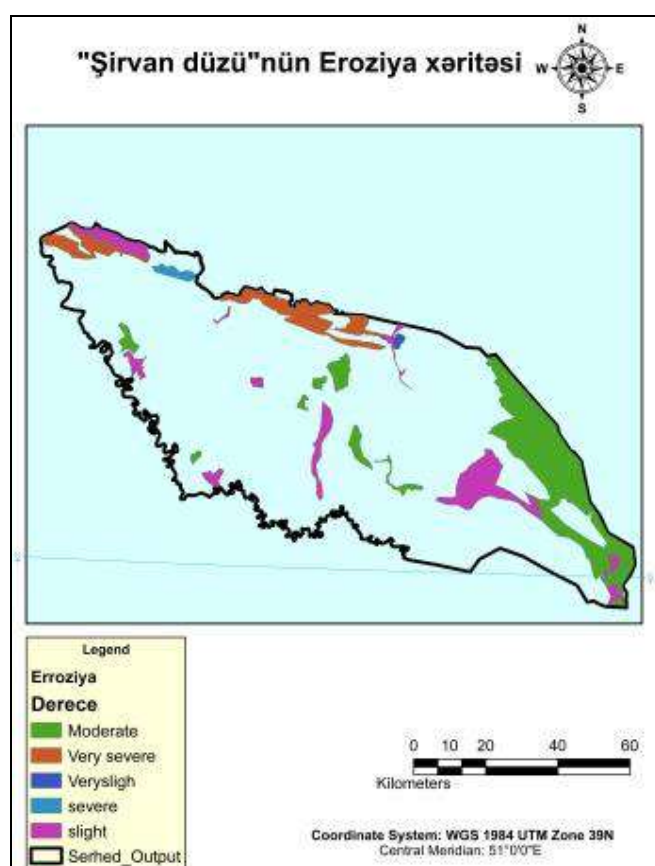 "Şirvan düzü"nün Eroziya xəritəsi
N
W E
S
Legend
Erroziya
Derece
Moderate
Very severe
Verysligh
severe
slight
Serhed_Output
0 10 20 40 60
Kilometers
Coordinate System: WGS 1984 UTM Zone 39N
Central Meridian: 51°0'0"E